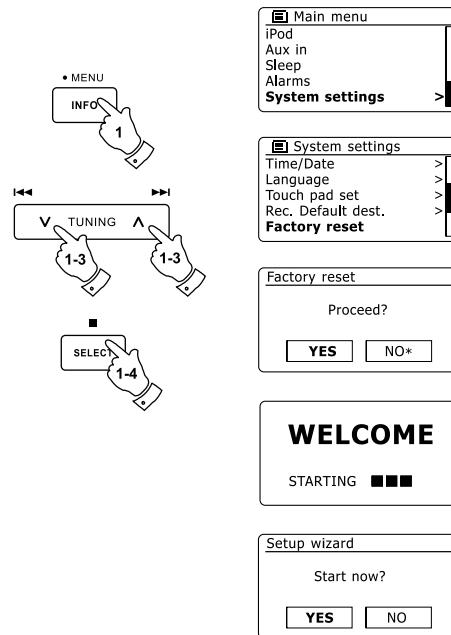 • MENU
INFO
1
TUNING
1-3
1-3
SELECT
1-4
Main menu
iPod
Aux in
Sleep
Alarms
System settings >
System settings
Time/Date >
Language >
Touch pad set >
Rec. Default dest. >
Factory reset
Factory reset
Proceed?
YES NO*
WELCOME
STARTING
Setup wizard
Start now?
YES NO